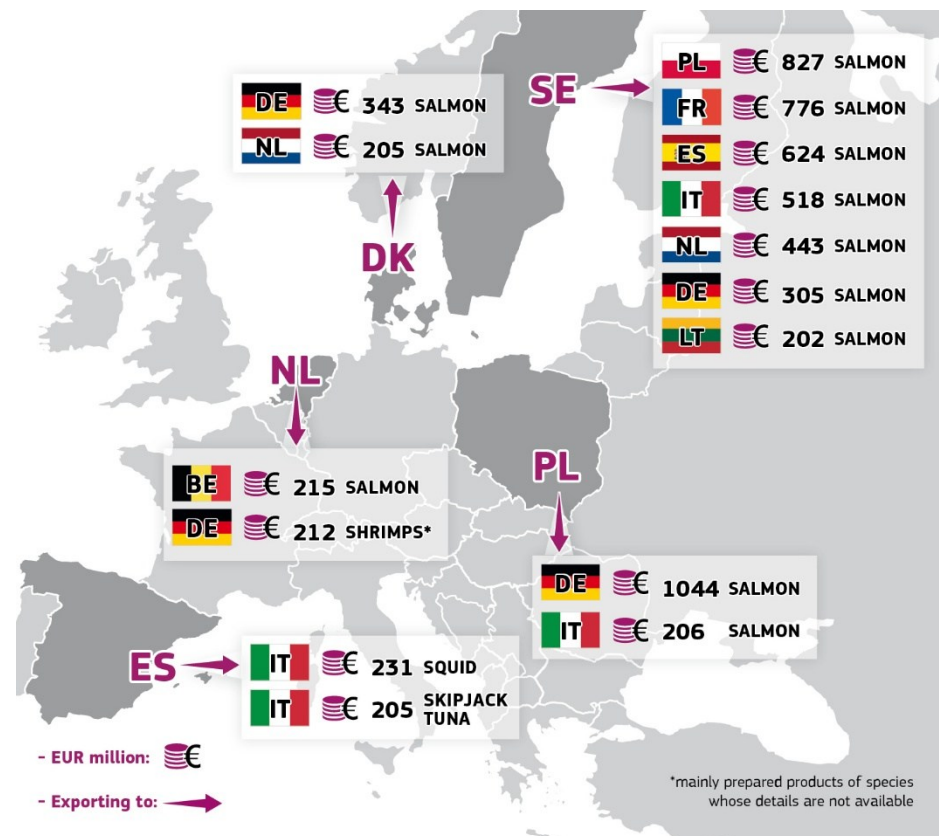 DE € 343 SALMON
NL € 205 SALMON
DK
SE
PL € 827 SALMON
FR € 776 SALMON
ES € 624 SALMON
IT € 518 SALMON
NL € 443 SALMON
DE € 305 SALMON
LT € 202 SALMON
NL
BE € 215 SALMON
DE € 212 SHRIMPS*
PL
DE € 1044 SALMON
IT € 206 SALMON
ES
IT € 231 SQUID
IT € 205 SKIPJACK
TUNA
- EUR million: €
- Exporting to:
*mainly prepared products of species
whose details are not available